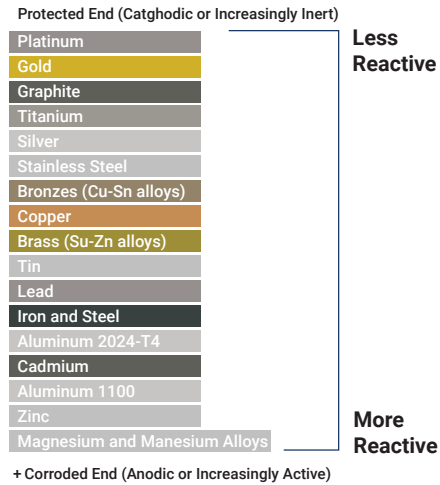 Protected End (Catghodic or Increasingly Inert)
Platinum
Gold
Graphite
Titanium
Silver
Stainless Steel
Bronzes (Cu-Sn alloys)
Copper
Brass (Su-Zn alloys)
Tin
Lead
Iron and Steel
Aluminum 2024-T4
Cadmium
Aluminum 1100
Zinc
Magnesium and Manesium Alloys
+ Corroded End (Anodic or Increasingly Active)
Less
Reactive
More
Reactive